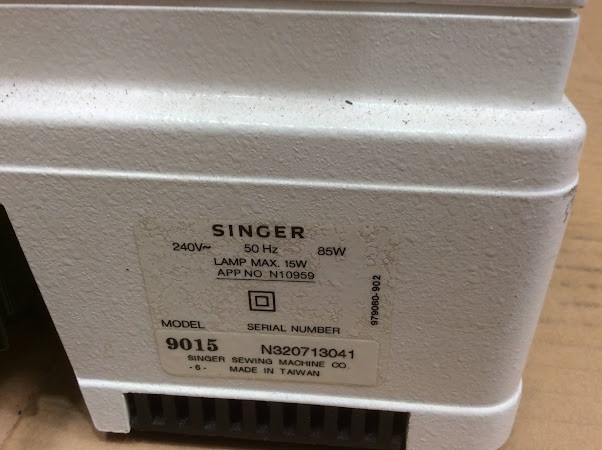 SINGER
240V~ 50 Hz 85W
LAMP MAX. 15W
APP NO N10959
979080-902
MODEL SERIAL NUMBER
9015 N320713041
SINGER SEWING MACHINE CO.
-6- MADE IN TAIWAN